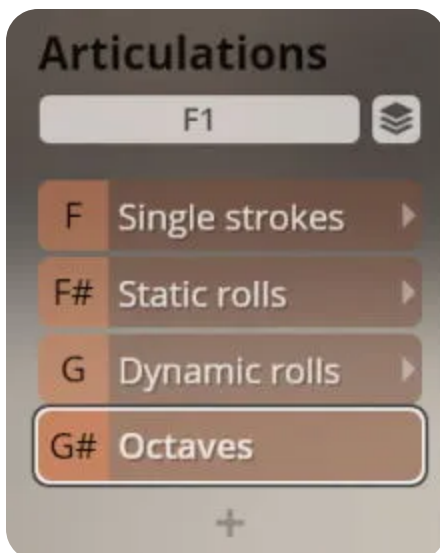 Articulations
F1
F Single strokes
F# Static rolls
G Dynamic rolls
G# Octaves
+